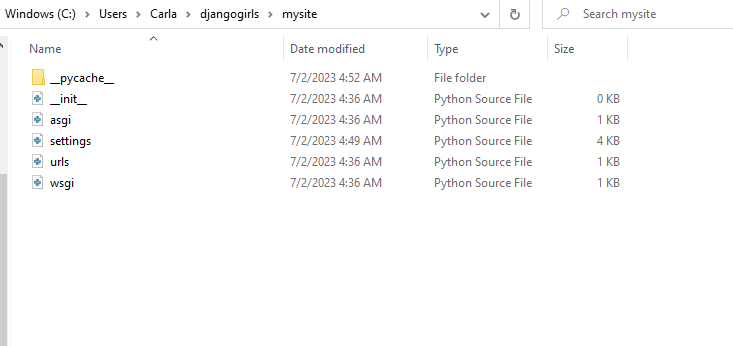 Windows (C:) > Users > Carla > djangogirls > mysite Search mysite
Name Date modified Type Size
__pycache__ 7/2/2023 4:52 AM File folder
__init__ 7/2/2023 4:36 AM Python Source File 0 KB
asgi 7/2/2023 4:36 AM Python Source File 1 KB
settings 7/2/2023 4:49 AM Python Source File 4 KB
urls 7/2/2023 4:36 AM Python Source File 1 KB
wsgi 7/2/2023 4:36 AM Python Source File 1 KB